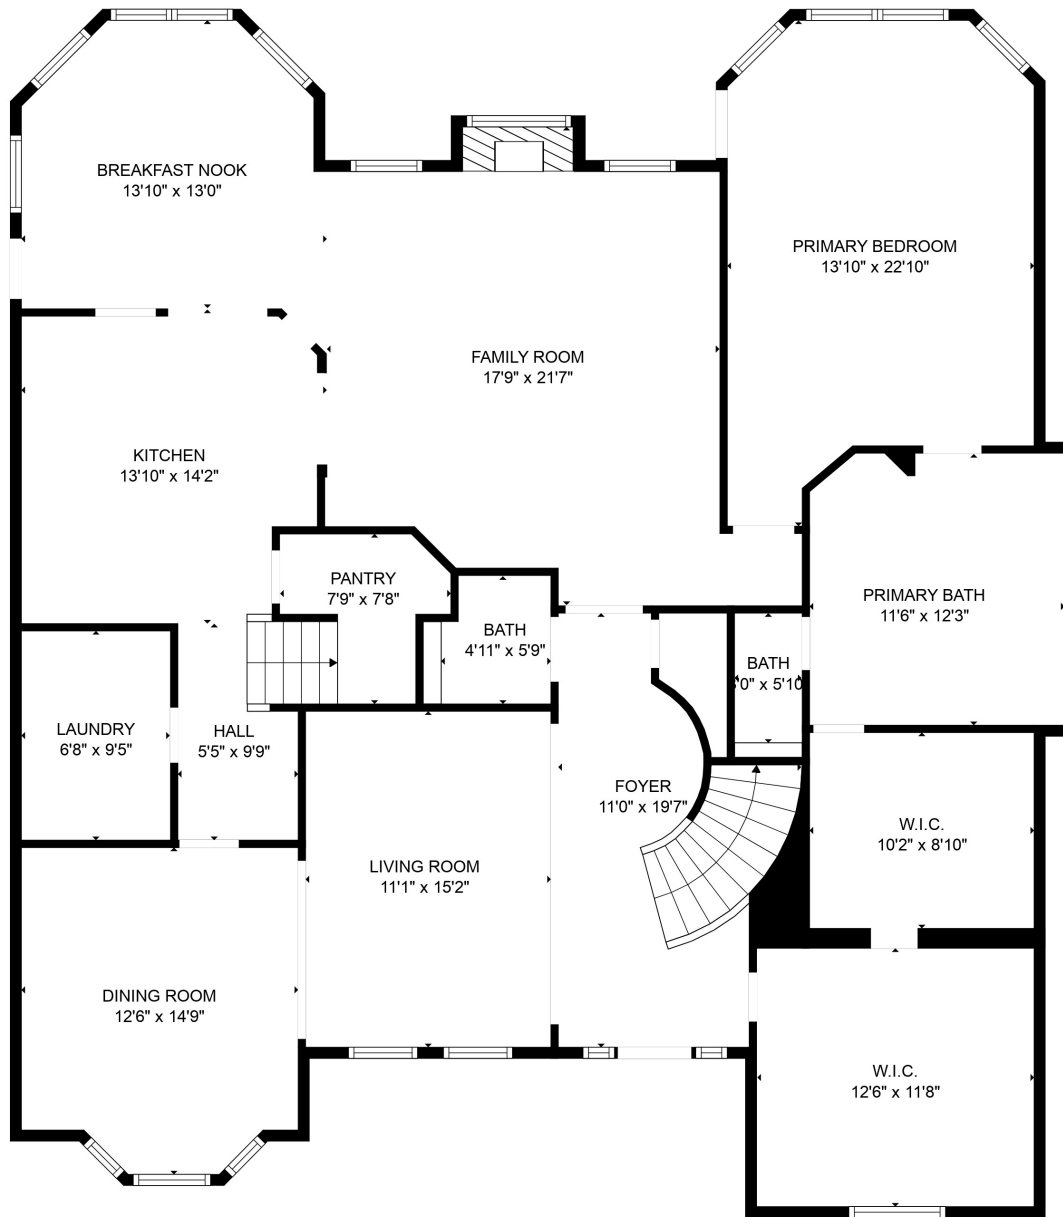 BREAKFAST NOOK
13'10" x 13'0"
PRIMARY BEDROOM
13'10" x 22'10"
FAMILY ROOM
17'9" x 21'7"
KITCHEN
13'10" x 14'2"
PANTRY
7'9" x 7'8"
PRIMARY BATH
11'6" x 12'3"
BATH
4'11" x 5'9"
BATH
'0" x 5'10
LAUNDRY
6'8" x 9'5"
HALL
5'5" x 9'9"
FOYER
11'0" x 19'7"
W.I.C.
10'2" x 8'10"
LIVING ROOM
11'1" x 15'2"
DINING ROOM
12'6" x 14'9"
W.I.C.
12'6" x 11'8"